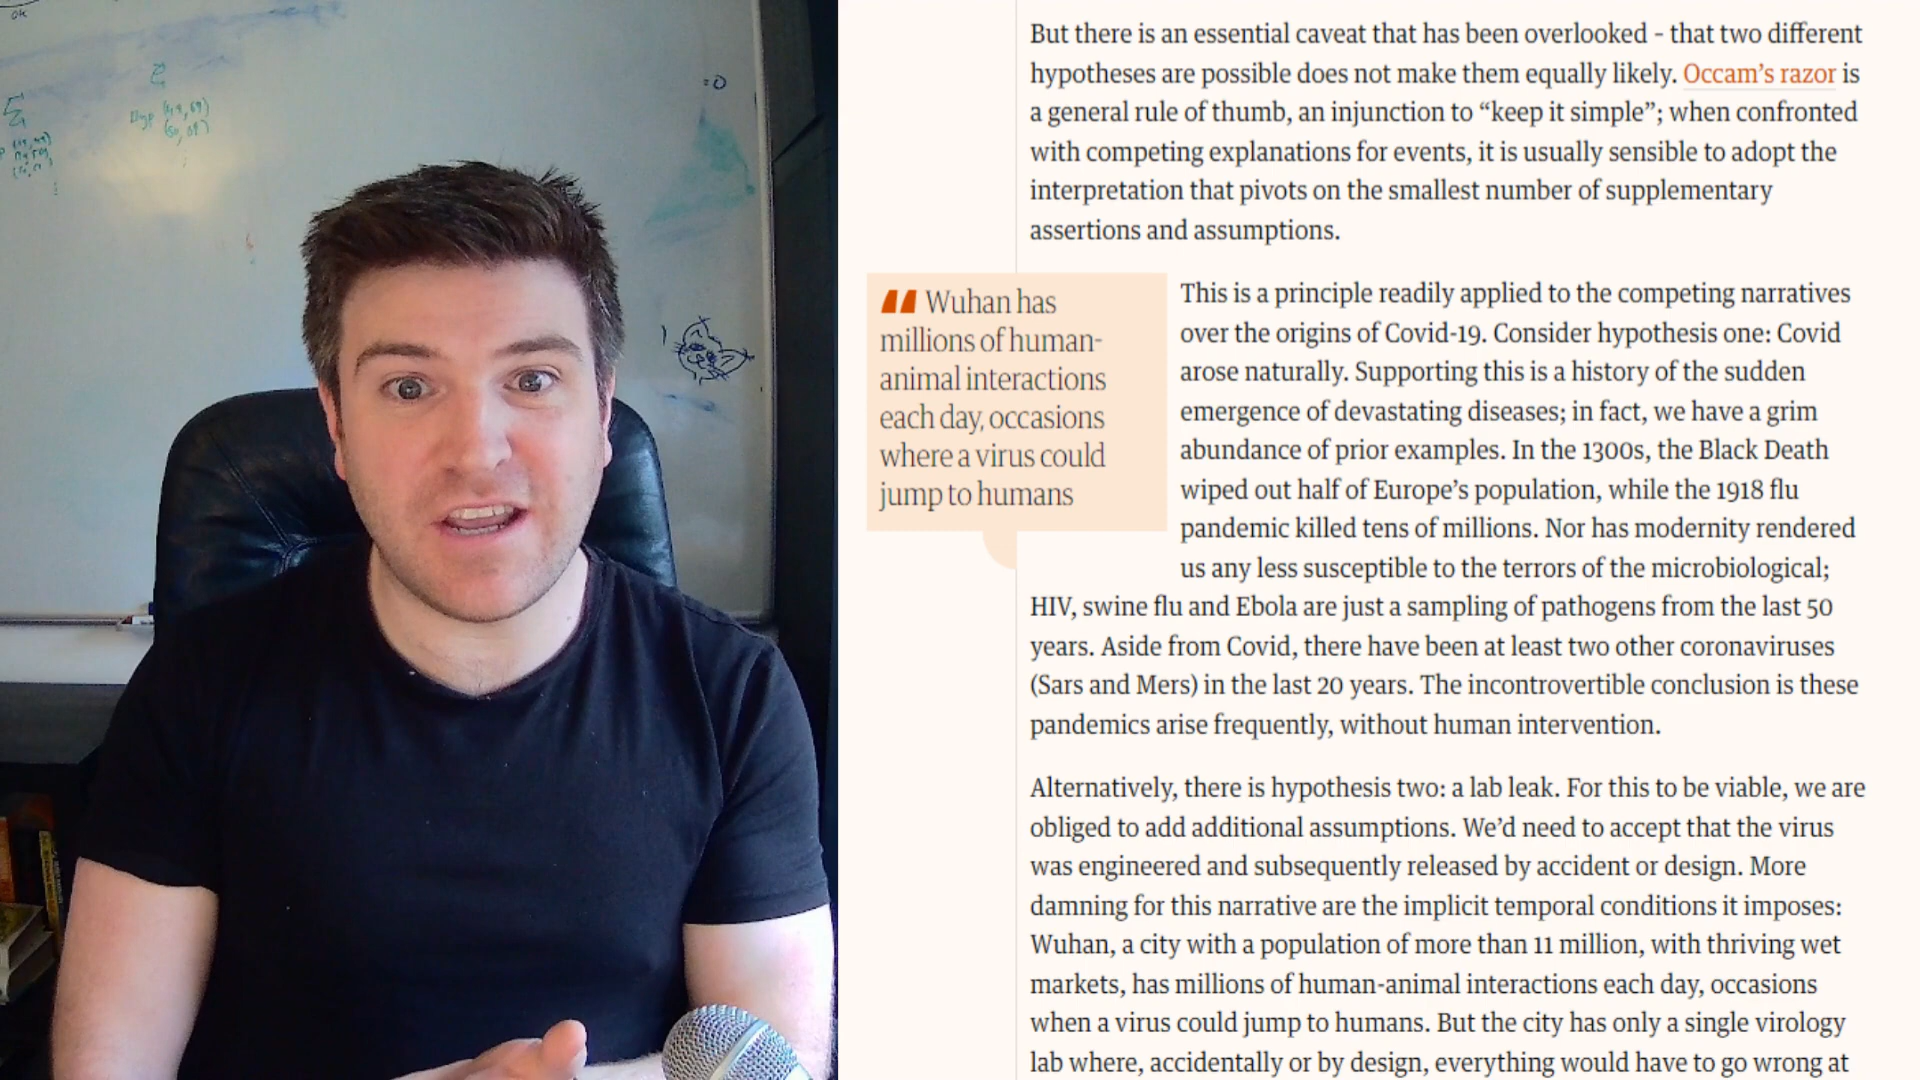 ok
=0
But there is an essential caveat that has been overlooked – that two different
hypotheses are possible does not make them equally likely. Occam’s razor is
a general rule of thumb, an injunction to “keep it simple”; when confronted
with competing explanations for events, it is usually sensible to adopt the
interpretation that pivots on the smallest number of supplementary
assertions and assumptions.
Wuhan has
millions of human-
animal interactions
each day, occasions
where a virus could
jump to humans
This is a principle readily applied to the competing narratives
over the origins of Covid-19. Consider hypothesis one: Covid
arose naturally. Supporting this is a history of the sudden
emergence of devastating diseases; in fact, we have a grim
abundance of prior examples. In the 1300s, the Black Death
wiped out half of Europe’s population, while the 1918 flu
pandemic killed tens of millions. Nor has modernity rendered
us any less susceptible to the terrors of the microbiological;
HIV, swine flu and Ebola are just a sampling of pathogens from the last 50
years. Aside from Covid, there have been at least two other coronaviruses
(Sars and Mers) in the last 20 years. The incontrovertible conclusion is these
pandemics arise frequently, without human intervention.
Alternatively, there is hypothesis two: a lab leak. For this to be viable, we are
obliged to add additional assumptions. We’d need to accept that the virus
was engineered and subsequently released by accident or design. More
damning for this narrative are the implicit temporal conditions it imposes:
Wuhan, a city with a population of more than 11 million, with thriving wet
markets, has millions of human-animal interactions each day, occasions
when a virus could jump to humans. But the city has only a single virology
lab where, accidentally or by design, everything would have to go wrong at